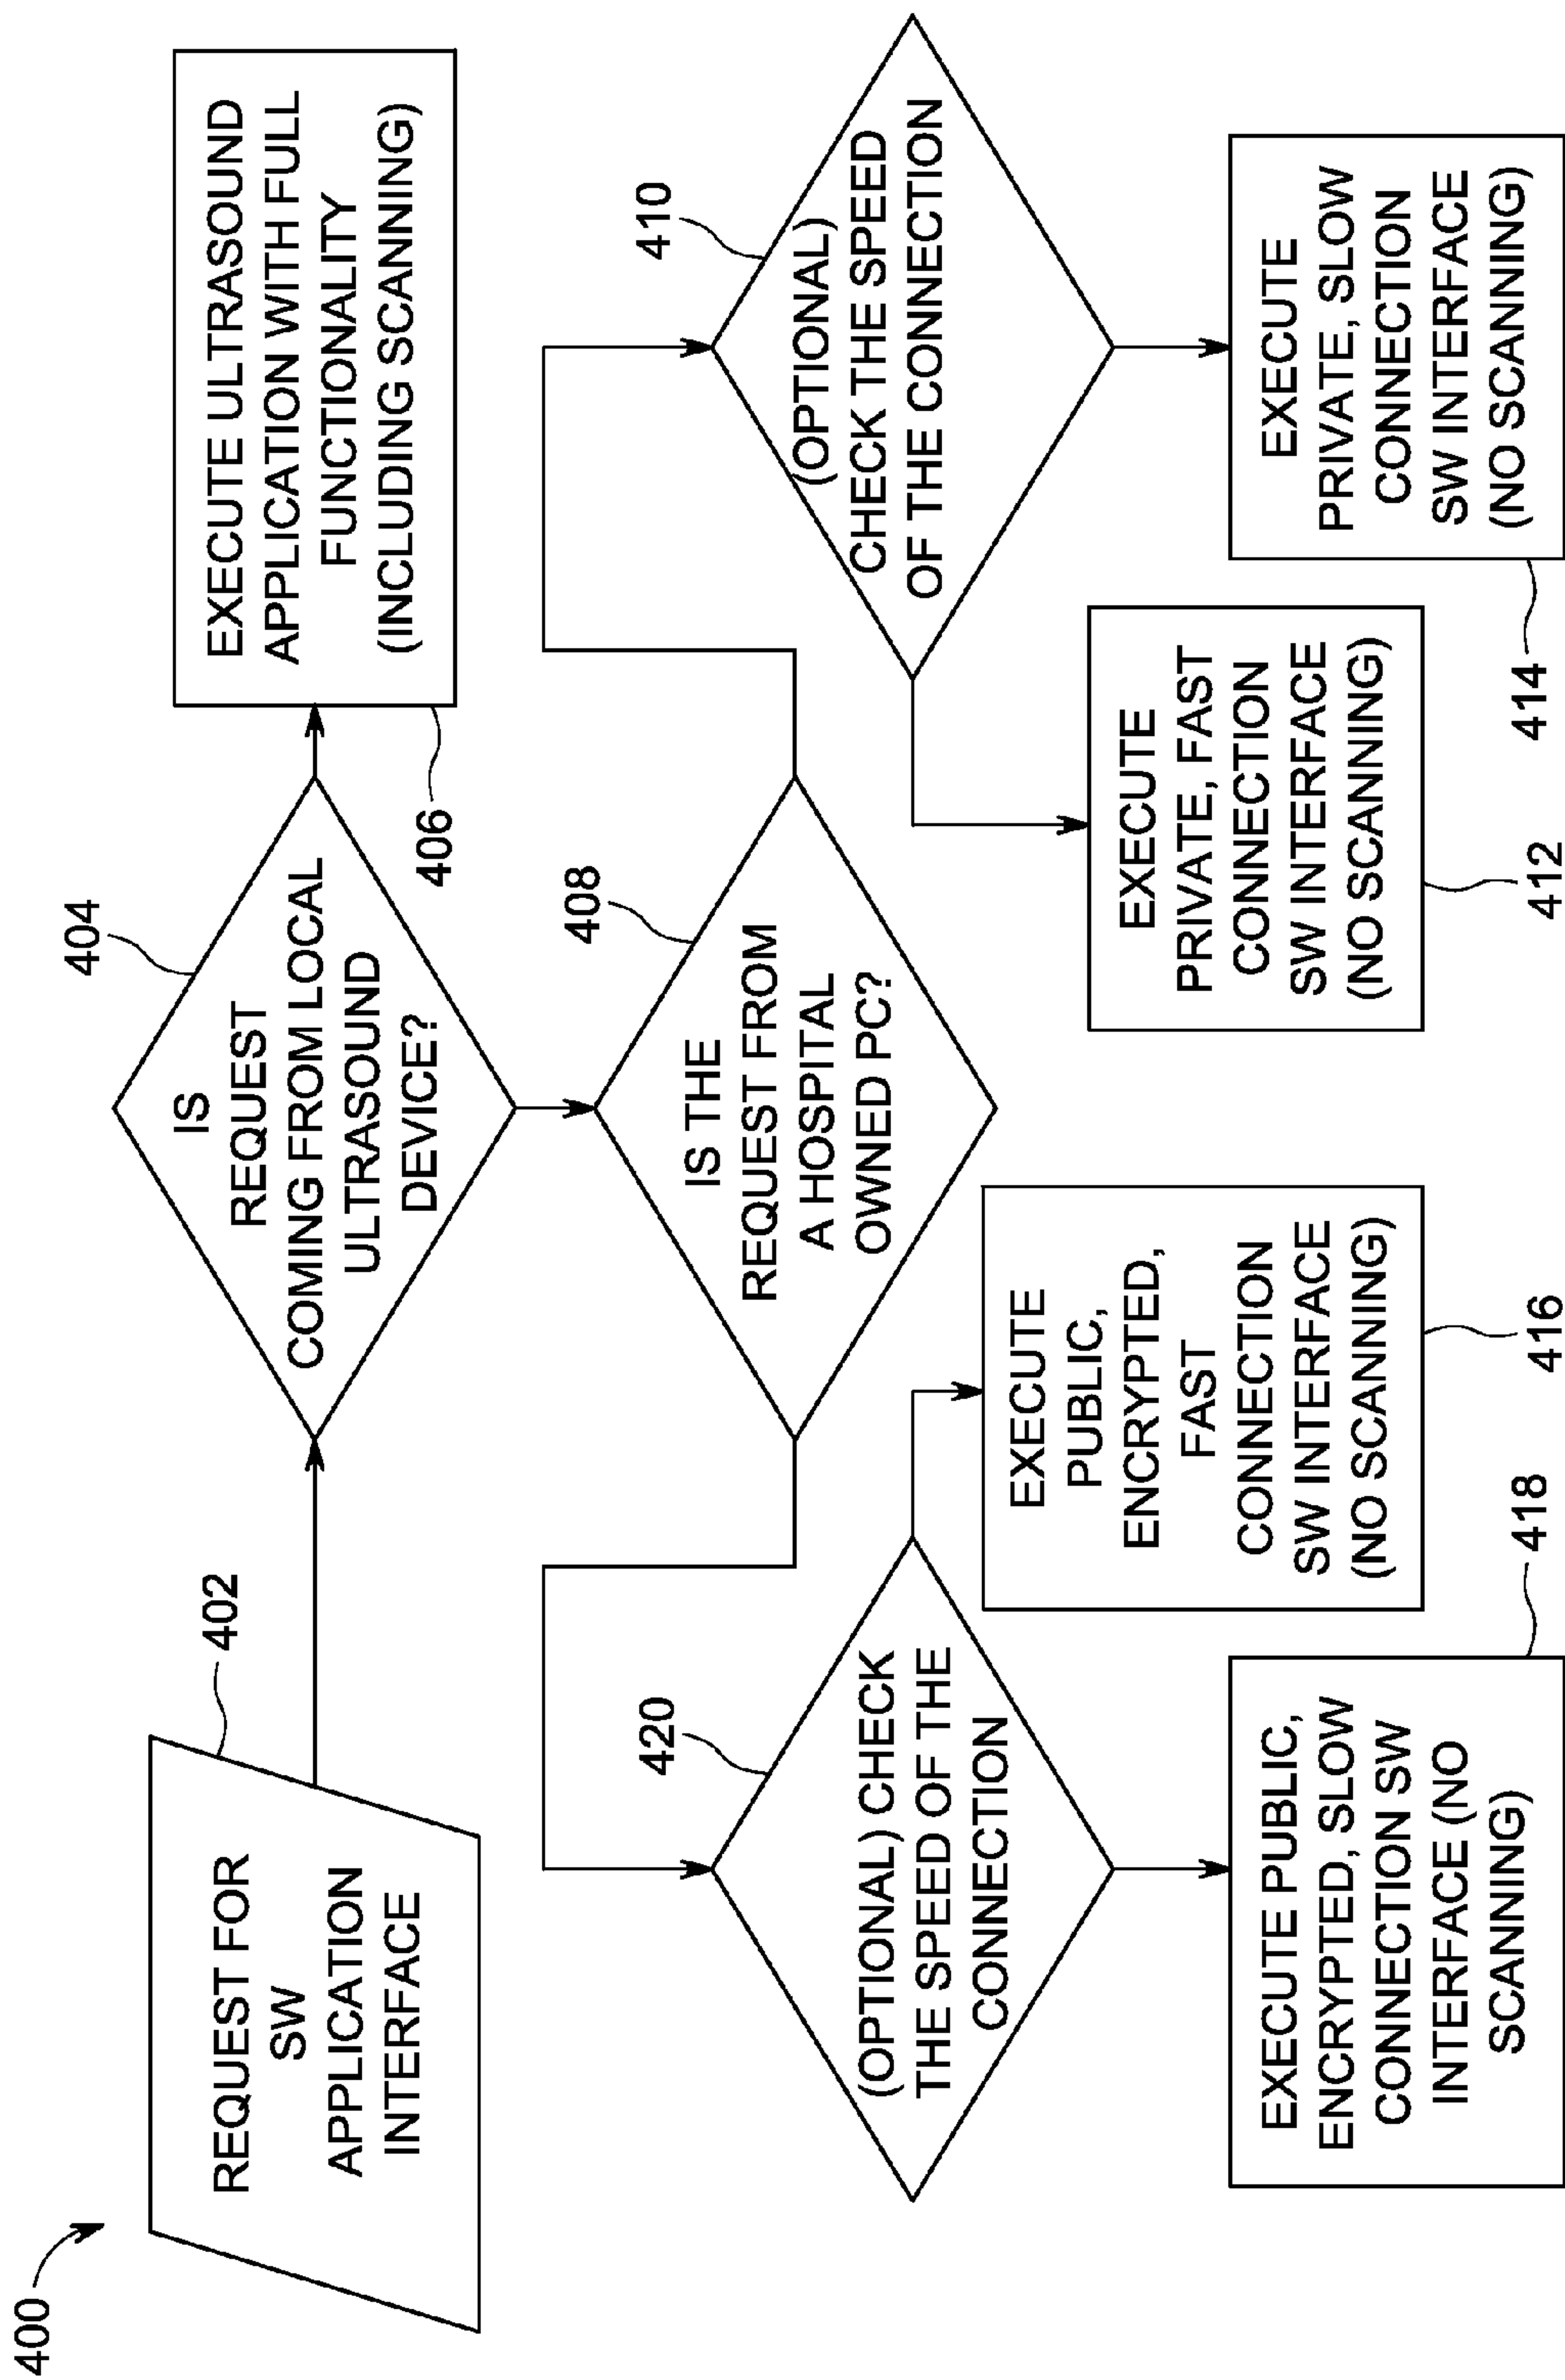 400
402
REQUEST FOR
SW
APPLICATION
INTERFACE
404
IS
REQUEST
COMING FROM LOCAL
ULTRASOUND
DEVICE?
EXECUTE ULTRASOUND
APPLICATION WITH FULL
FUNCTIONALITY
(INCLUDING SCANNING)
406
408
IS THE
REQUEST FROM
A HOSPITAL
OWNED PC?
420
(OPTIONAL) CHECK
THE SPEED OF THE
CONNECTION
410
(OPTIONAL)
CHECK THE SPEED
OF THE CONNECTION
EXECUTE PUBLIC,
ENCRYPTED, SLOW
CONNECTION SW
INTERFACE (NO
SCANNING)
418
EXECUTE
PUBLIC,
ENCRYPTED,
FAST
CONNECTION
SW INTERFACE
(NO SCANNING)
416
EXECUTE
PRIVATE, FAST
CONNECTION
SW INTERFACE
(NO SCANNING)
412
EXECUTE
PRIVATE, SLOW
CONNECTION
SW INTERFACE
(NO SCANNING)
414